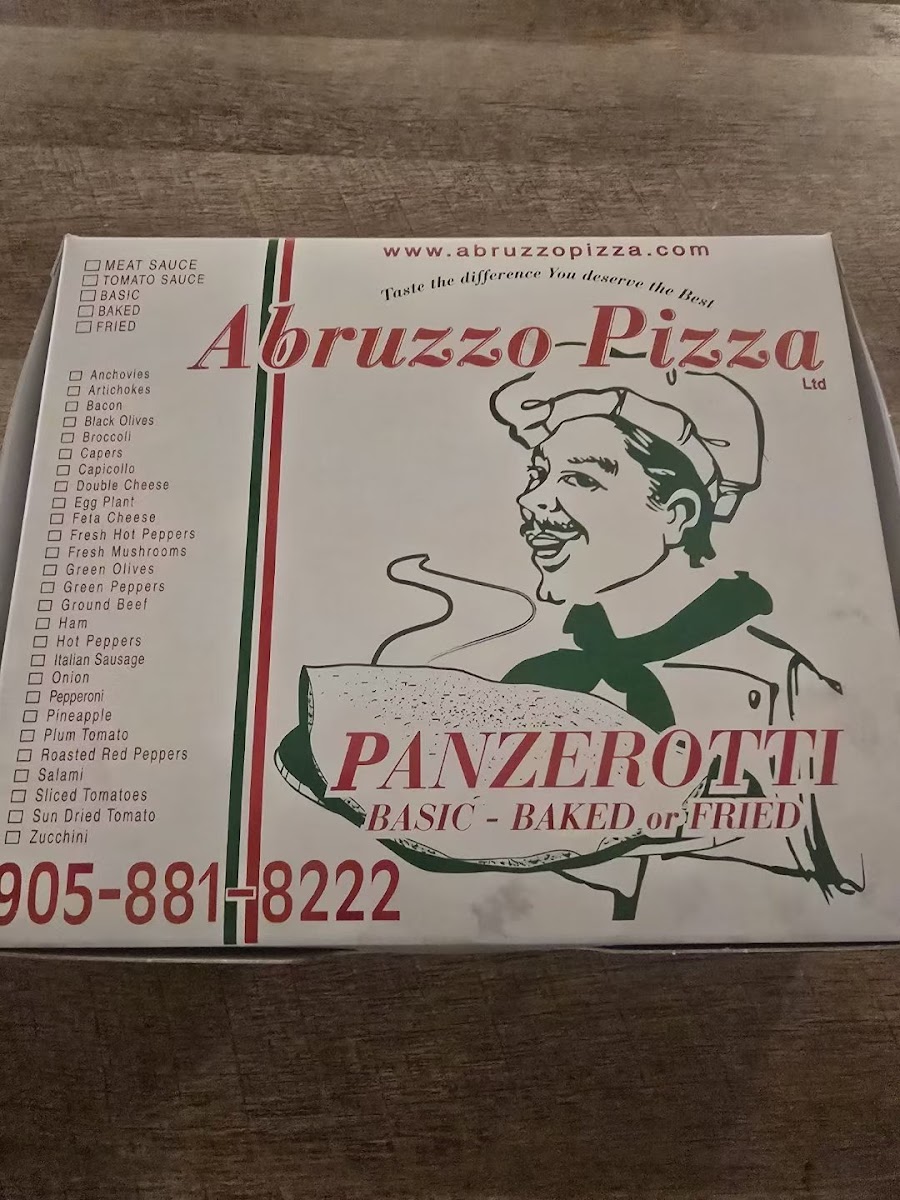 www.abruzzopizza.com
Taste the difference You deserve the Best
Abruzzo Pizza
Ltd
MEAT SAUCE
TOMATO SAUCE
BASIC
BAKED
FRIED
Anchovies
Artichokes
Bacon
Black Olives
Broccoli
Capers
Capicollo
Double Cheese
Egg Plant
Feta Cheese
Fresh Hot Peppers
Fresh Mushrooms
Green Olives
Green Peppers
Ground Beef
Ham
Hot Peppers
Italian Sausage
Onion
Pepperoni
Pineapple
Plum Tomato
Roasted Red Peppers
Salami
Sliced Tomatoes
Sun Dried Tomato
Zucchini
PANZEROTTI
BASIC - BAKED or FRIED
905-881-8222